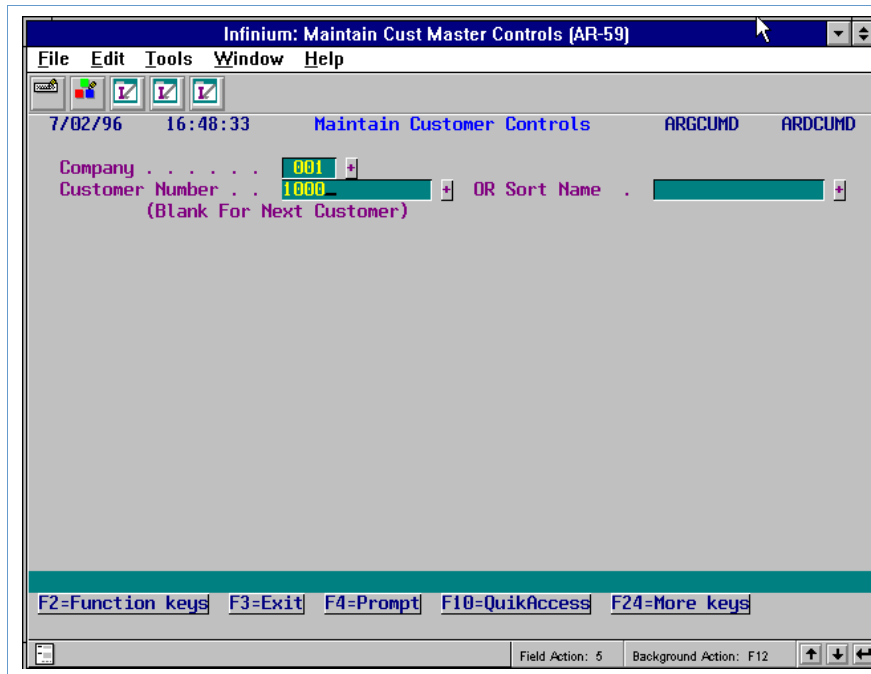 Infinium: Maintain Cust Master Controls (AR-59)
File Edit Tools Window Help
7/02/96 16:48:33 Maintain Customer Controls ARGCUMD ARDCUMD
Company . . . . . . 001 +
Customer Number . . 1000 + OR Sort Name . +
(Blank For Next Customer)
F2=Function keys F3=Exit F4=Prompt F10=QuikAccess F24=More keys
Field Action: 5 Background Action: F12